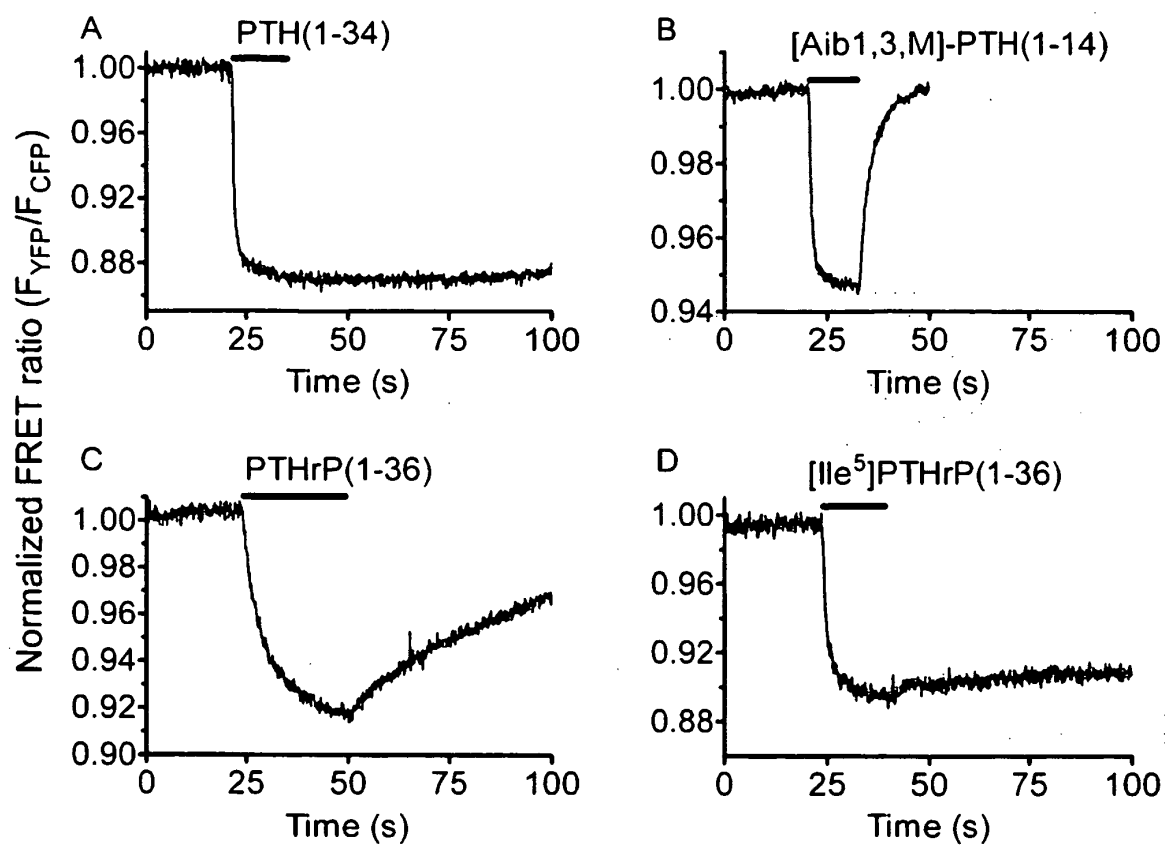 Normalized FRET ratio (FYFP/FCFP)
A
PTH(1-34)
1.00
0.96
0.92
0.88
0 25 50 75 100
Time (s)
B
[Aib1,3,M]-PTH(1-14)
1.00
0.98
0.96
0.94
0 25 50 75 100
Time (s)
C
PTHrP(1-36)
1.00
0.98
0.96
0.94
0.92
0.90
0 25 50 75 100
Time (s)
D
[Ile⁵]PTHrP(1-36)
1.00
0.96
0.92
0.88
0 25 50 75 100
Time (s)